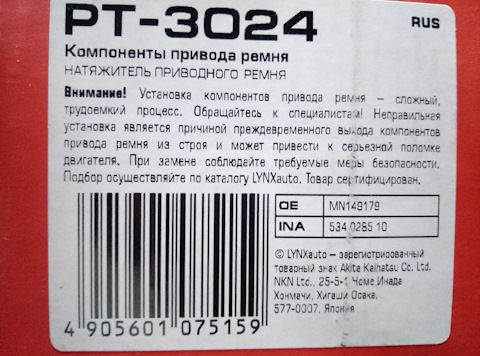 PT-3024
RUS
Компоненты привода ремня
НАТЯЖИТЕЛЬ ПРИВОДНОГО РЕМНЯ
Внимание! Установка компонентов привода ремня – сложный,
трудоемкий процесс. Обращайтесь к специалистам! Неправильная
установка является причиной преждевременного выхода компонентов
привода ремня из строя и может привести к серьезной поломке
двигателя. При замене соблюдайте требуемые меры безопасности.
Подбор осуществляйте по каталогу LYNXauto. Товар сертифицирован.
OE MN149179
INA 534 0285 10
© LYNXauto – зарегистрированный
товарный знак Akita Kaihatsu Co. Ltd.
NKN Ltd., 25-5-1 Чоме Инада
Хонмачи, Хигаши Осака,
577-0007, Япония
4 905601 075159